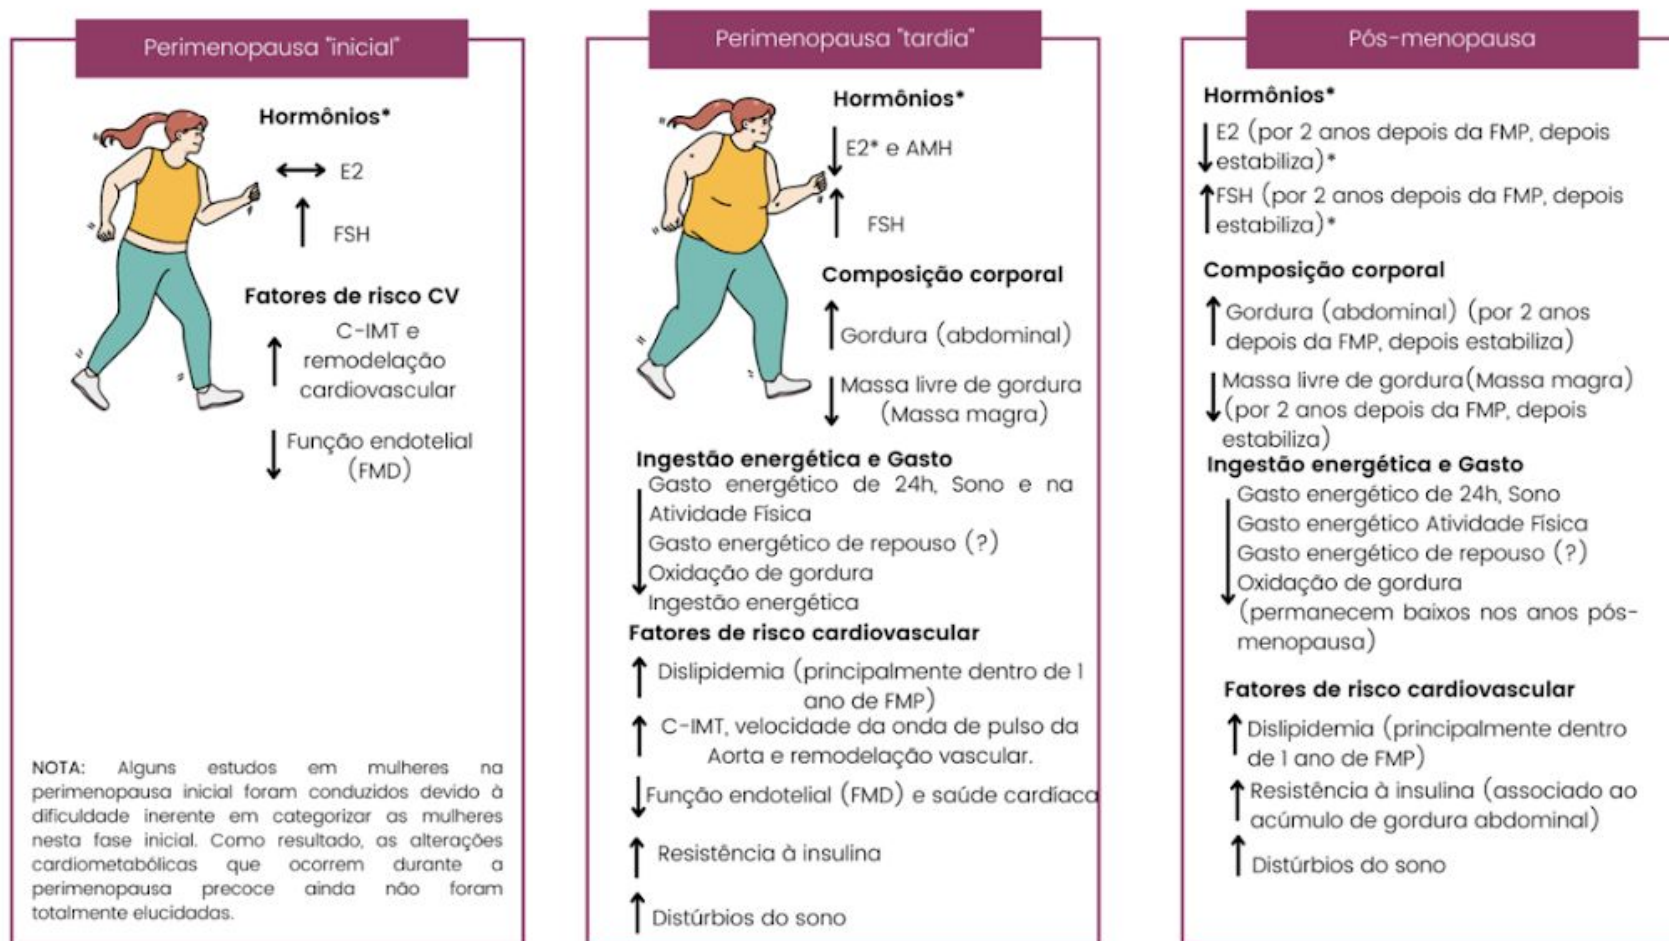 Perimenopausa "inicial"
Hormônios*
E2
FSH
Fatores de risco CV
C-IMT e
remodelação
cardiovascular
Função endotelial
(FMD)
NOTA: Alguns estudos em mulheres na
perimenopausa inicial foram conduzidos devido à
dificuldade inerente em categorizar as mulheres
nesta fase inicial. Como resultado, as alterações
cardiometabólicas que ocorrem durante a
perimenopausa precoce ainda não foram
totalmente elucidadas.
Perimenopausa "tardia"
Hormônios*
E2* e AMH
FSH
Composição corporal
Gordura (abdominal)
Massa livre de gordura
(Massa magra)
Ingestão energética e Gasto
Gasto energético de 24h, Sono e na
Atividade Física
Gasto energético de repouso (?)
Oxidação de gordura
Ingestão energética
Fatores de risco cardiovascular
Dislipidemia (principalmente dentro de 1
ano de FMP)
C-IMT, velocidade da onda de pulso da
Aorta e remodelação vascular.
Função endotelial (FMD) e saúde cardíaca
Resistência à insulina
Distúrbios do sono
Pós-menopausa
Hormônios*
E2 (por 2 anos depois da FMP, depois
estabiliza)*
FSH (por 2 anos depois da FMP, depois
estabiliza)*
Composição corporal
Gordura (abdominal) (por 2 anos
depois da FMP, depois estabiliza)
Massa livre de gordura(Massa magra)
(por 2 anos depois da FMP, depois
estabiliza)
Ingestão energética e Gasto
Gasto energético de 24h, Sono
Gasto energético Atividade Física
Gasto energético de repouso (?)
Oxidação de gordura
(permanecem baixos nos anos pós-
menopausa)
Fatores de risco cardiovascular
Dislipidemia (principalmente dentro
de 1 ano de FMP)
Resistência à insulina (associado ao
acúmulo de gordura abdominal)
Distúrbios do sono